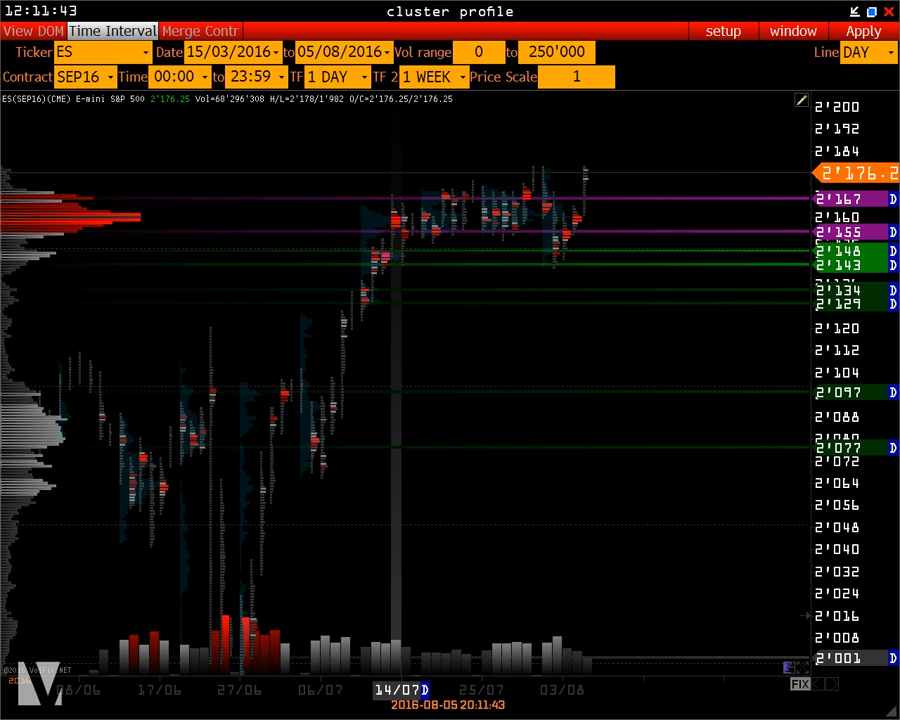 12:11:43 cluster profile
View DOM Time Interval Merge Contr setup window Apply
Ticker ES Date 15/03/2016 to 05/08/2016 Vol range 0 to 250'000 Line DAY
Contract SEP16 Time 00:00 to 23:59 TF 1 DAY TF 2 1 WEEK Price Scale 1
ES(SEP16)(CME) E-mini S&P 500 2'176.25 Vol=68'296'308 H/L=2'178/1'982 O/C=2'176.25/2'176.25
2'200
2'192
2'184
2'176.2
2'167 D
2'160
2'155 D
2'148 D
2'143 D
2'134 D
2'129 D
2'120
2'112
2'104
2'097 D
2'088
2'080
2'077 D
2'072
2'064
2'056
2'048
2'040
2'032
2'024
2'016
2'008
2'001 D
©2016 VolFix.NET
2016
08/06 17/06 27/06 06/07 14/07 D 25/07 03/08 FIX
2016-08-05 20:11:43